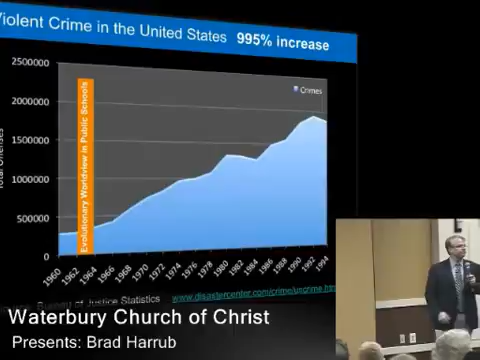 Violent Crime in the United States 995% increase
2500000
2000000
1500000
1000000
500000
0
Total Offenses
Evolutionary Worldview in Public Schools
Crimes
1960 1962 1964 1966 1968 1970 1972 1974 1976 1978 1980 1982 1984 1986 1988 1990 1992 1994
Bureau of Justice Statistics www.disastercenter.com/crime/uscrime.htm
Waterbury Church of Christ
Presents: Brad Harrub